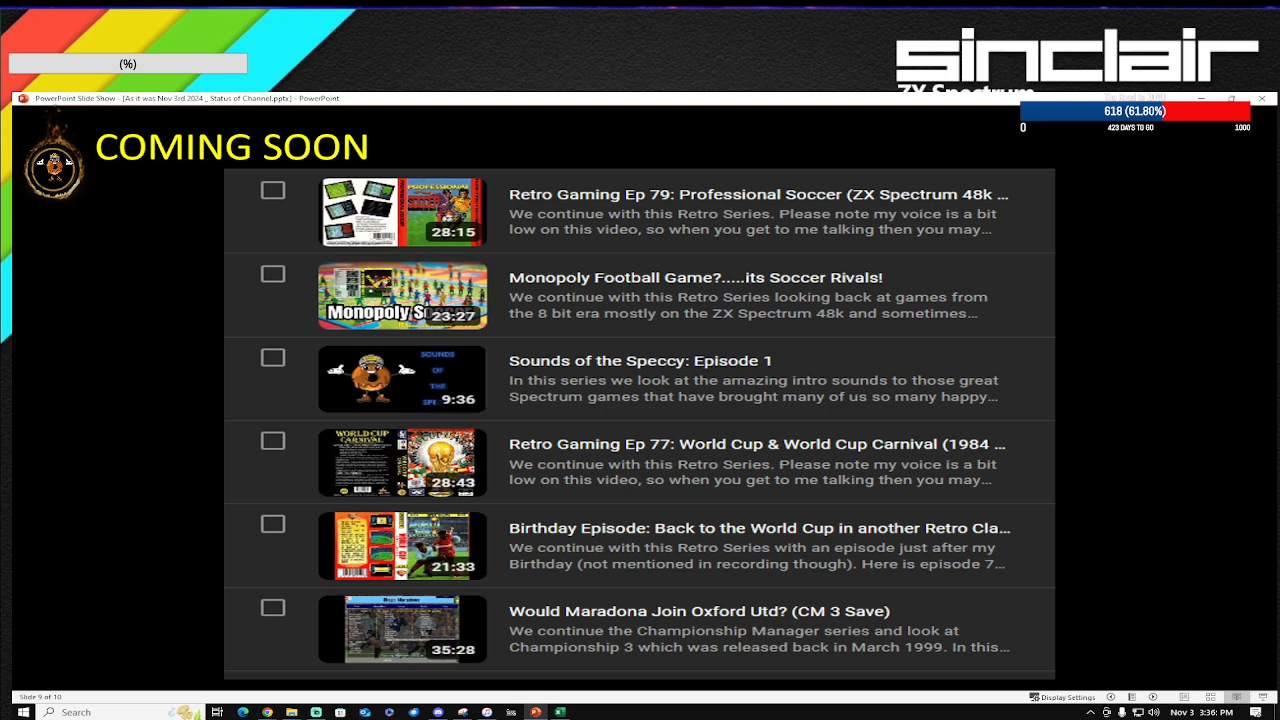 (%)
sinclair
ZX Spectrum
PowerPoint Slide Show - [As it was Nov 3rd 2024 _ Status of Channel.pptx] - PowerPoint
618 (61.80%)
0
423 DAYS TO GO
1000
COMING SOON
PROFESSIONAL
SOCCER
28:15
Retro Gaming Ep 79: Professional Soccer (ZX Spectrum 48k ...
We continue with this Retro Series. Please note my voice is a bit
low on this video, so when you get to me talking then you may...
Monopoly S
23:27
Monopoly Football Game?.....its Soccer Rivals!
We continue with this Retro Series looking back at games from
the 8 bit era mostly on the ZX Spectrum 48k and sometimes...
SOUNDS
OF
THE
SPE
9:36
Sounds of the Speccy: Episode 1
In this series we look at the amazing intro sounds to those great
Spectrum games that have brought many of us so many happy...
WORLD CUP
CARNIVAL
28:43
Retro Gaming Ep 77: World Cup & World Cup Carnival (1984 ...
We continue with this Retro Series. Please note my voice is a bit
low on this video, so when you get to me talking then you may...
21:33
Birthday Episode: Back to the World Cup in another Retro Cla...
We continue with this Retro Series with an episode just after my
Birthday (not mentioned in recording though). Here is episode 7...
35:28
Would Maradona Join Oxford Utd? (CM 3 Save)
We continue the Championship Manager series and look at
Championship 3 which was released back in March 1999. In this...
Slide 9 of 10
Display Settings
Search
Nov 3 3:36 PM